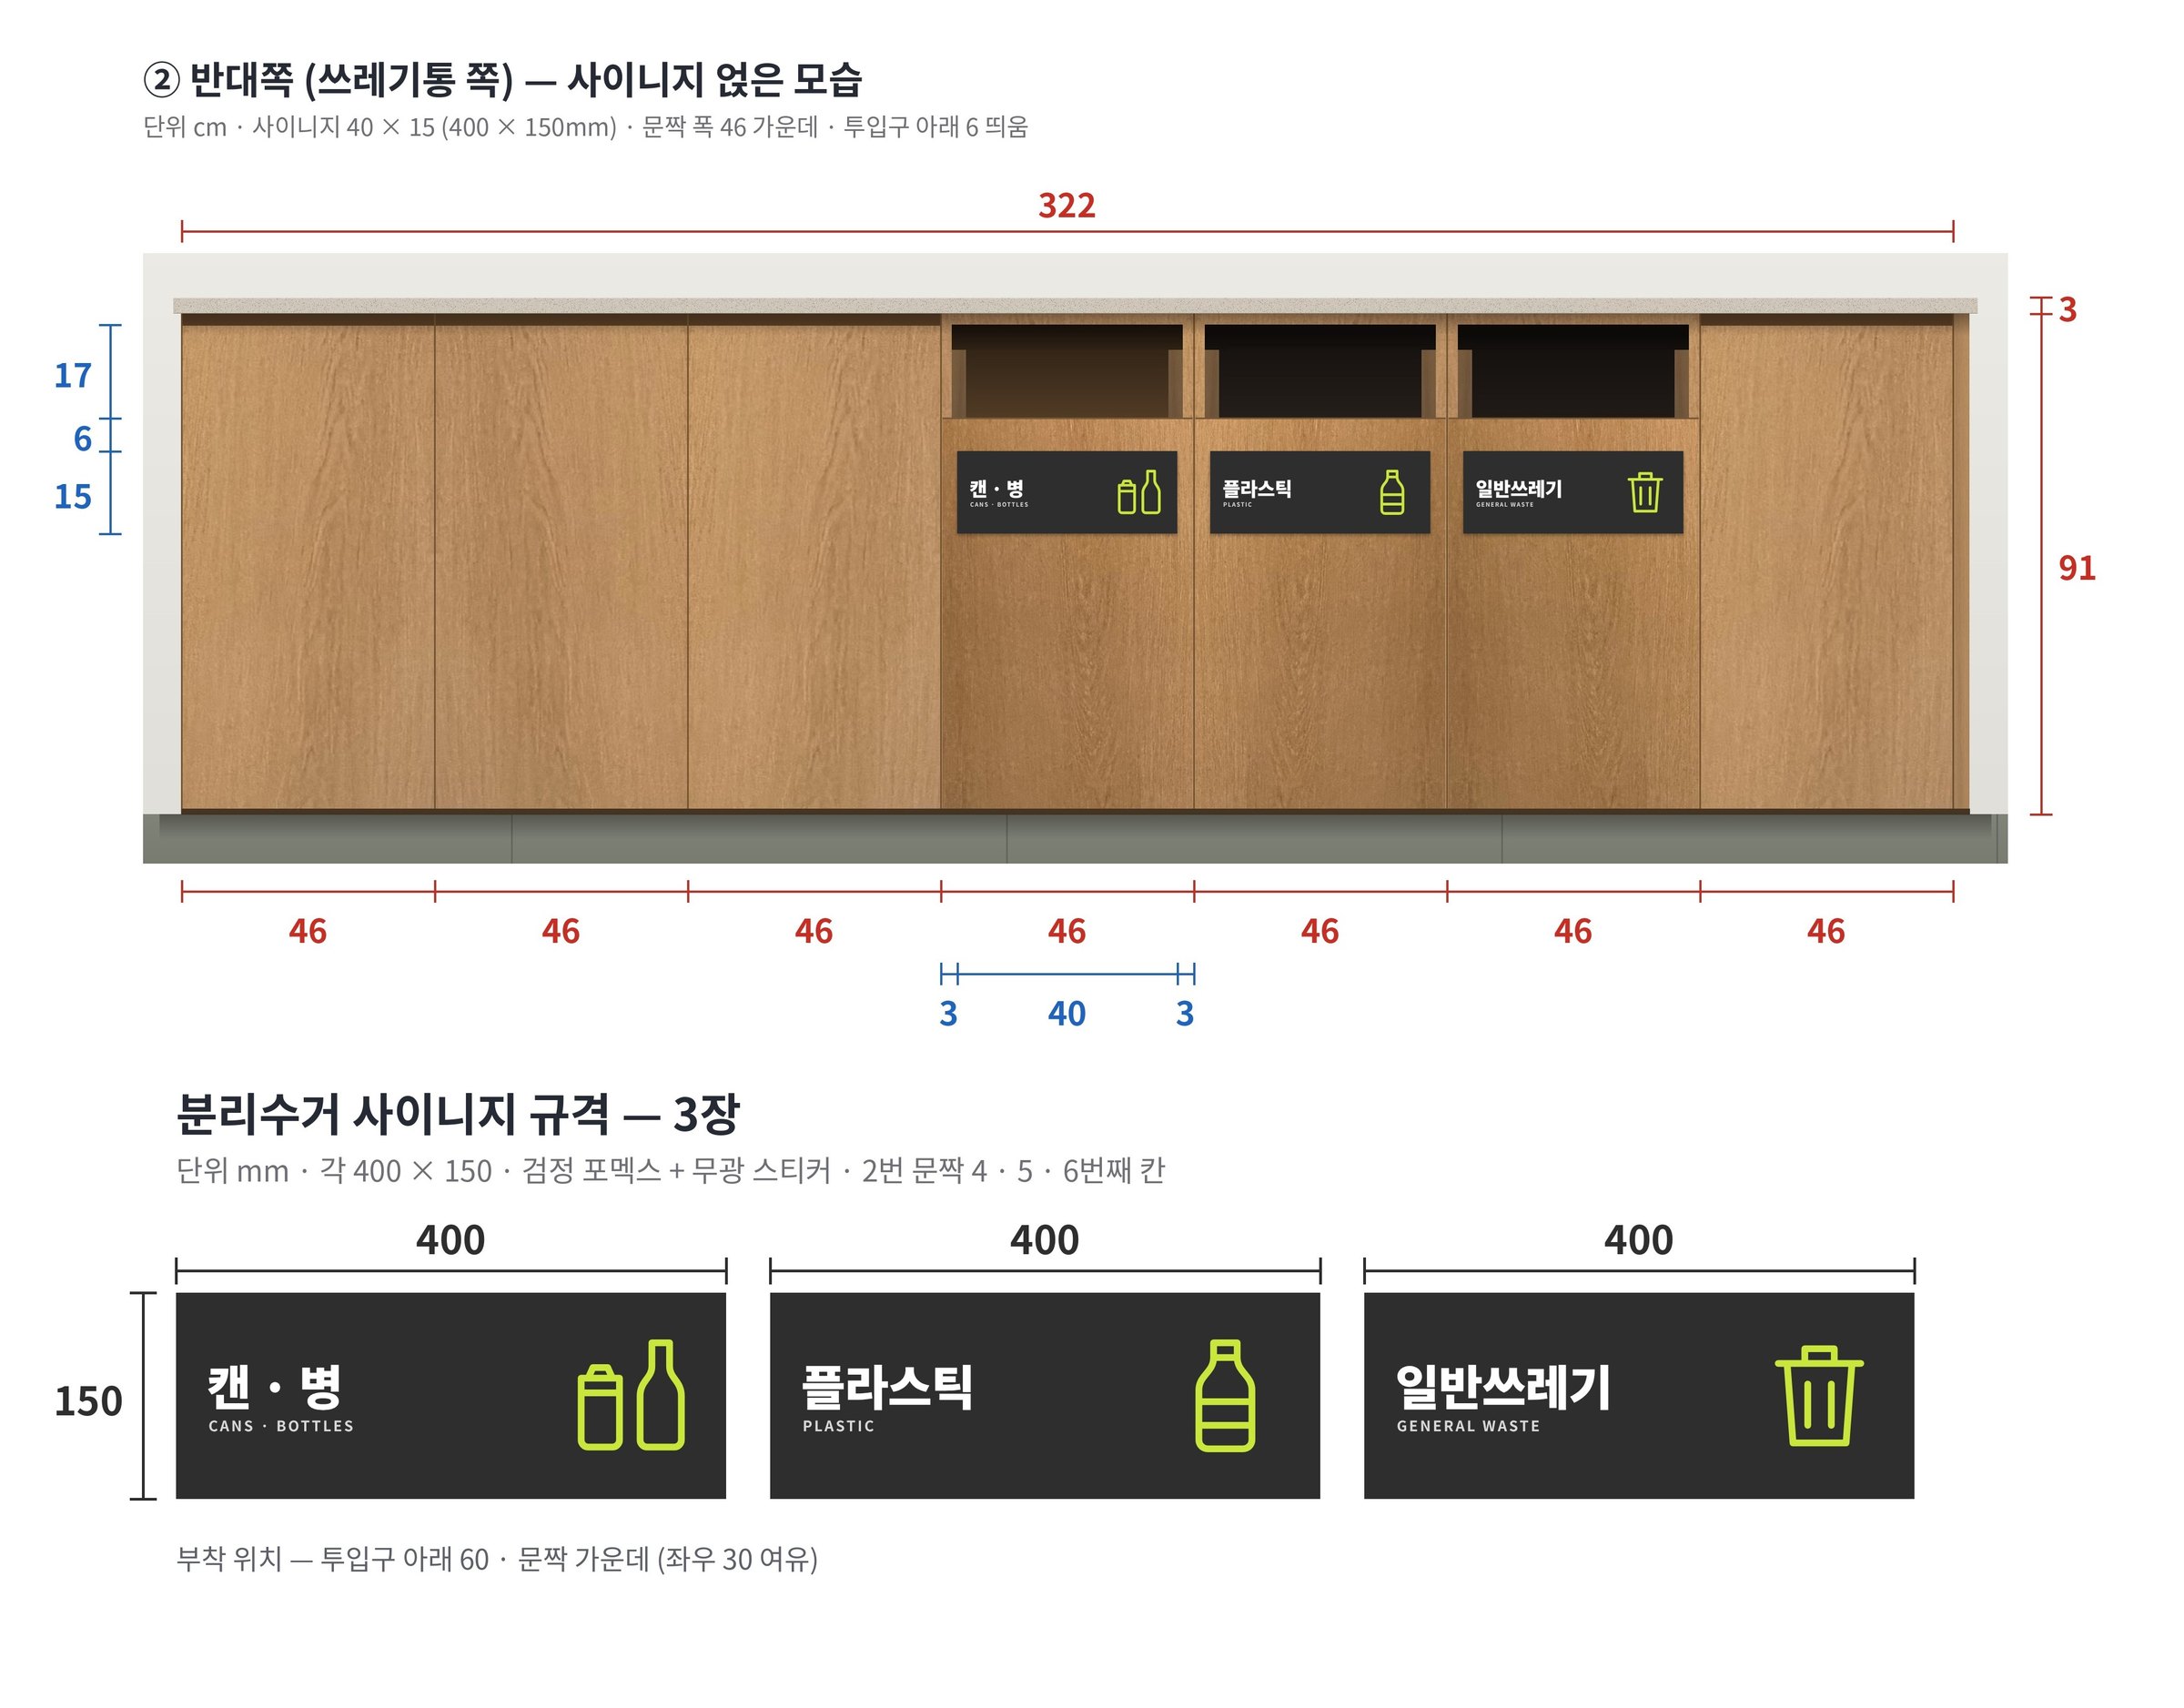 ② 반대쪽 (쓰레기통 쪽) — 사이니지 얹은 모습
단위 cm · 사이니지 40 × 15 (400 × 150mm) · 문짝 폭 46 가운데 · 투입구 아래 6 띄움
322
3
17
6
15
91
캔 · 병
CANS · BOTTLES
플라스틱
PLASTIC
일반쓰레기
GENERAL WASTE
46 46 46 46 46 46 46
3 40 3
분리수거 사이니지 규격 — 3장
단위 mm · 각 400 × 150 · 검정 포멕스 + 무광 스티커 · 2번 문짝 4 · 5 · 6번째 칸
400 400 400
150
캔 · 병
CANS · BOTTLES
플라스틱
PLASTIC
일반쓰레기
GENERAL WASTE
부착 위치 — 투입구 아래 60 · 문짝 가운데 (좌우 30 여유)